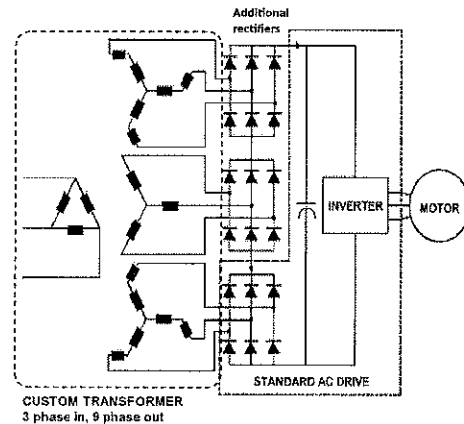 Additional
rectifiers
INVERTER
MOTOR
STANDARD AC DRIVE
CUSTOM TRANSFORMER
3 phase in, 9 phase out